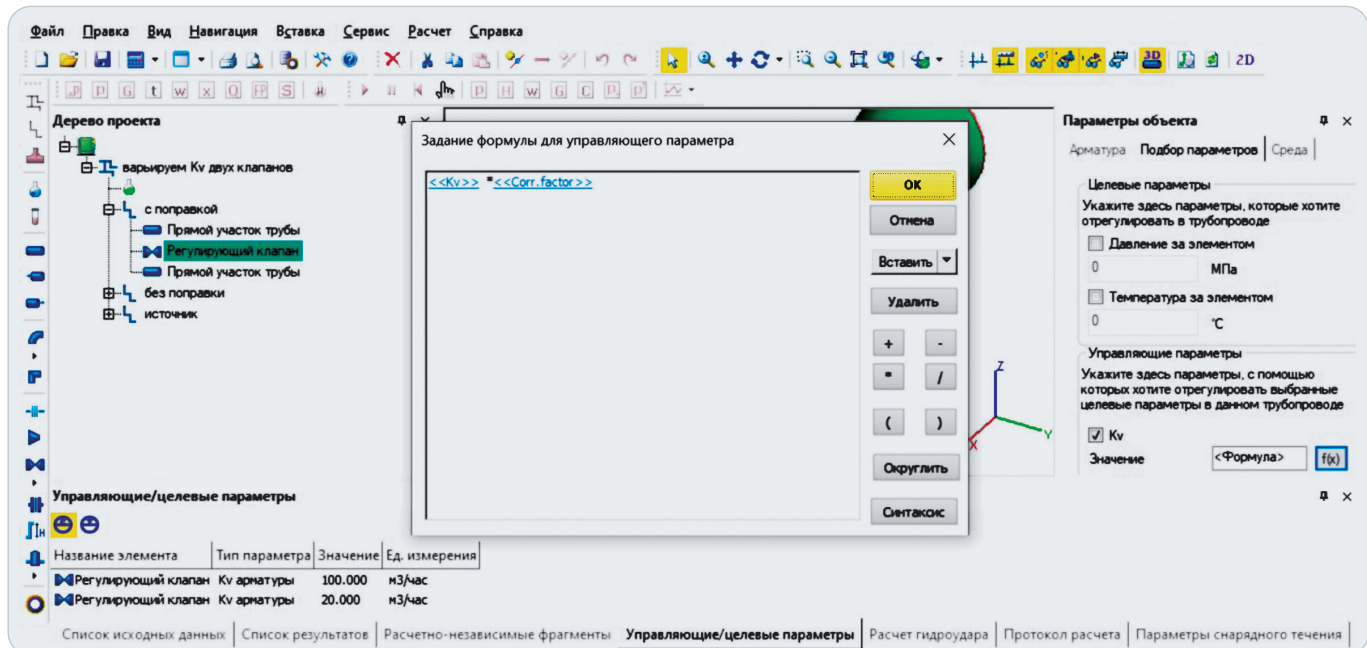 Файл Правка Вид Навигация Вставка Сервис Расчет Справка
3D 2D
P P G t w x Q FP S P H W G C P P
Дерево проекта
варьируем Kv двух клапанов
с поправкой
Прямой участок трубы
Регулирующий клапан
Прямой участок трубы
без поправки
источник
Задание формулы для управляющего параметра
<<Kv>> *<<Corr.factor>>
ОК
Отмена
Вставить
Удалить
+ -
* /
( )
Округлить
Синтаксис
Z
Y
X
Параметры объекта
Арматура Подбор параметров Среда
Целевые параметры
Укажите здесь параметры, которые хотите
отрегулировать в трубопроводе
Давление за элементом
0 МПа
Температура за элементом
0 °C
Управляющие параметры
Укажите здесь параметры, с помощью
которых хотите отрегулировать выбранные
целевые параметры в данном трубопроводе
Kv
Значение <Формула> f(x)
Управляющие/целевые параметры
Название элемента Тип параметра Значение Ед. измерения
Регулирующий клапан Kv арматуры 100.000 м3/час
Регулирующий клапан Kv арматуры 20.000 м3/час
Список исходных данных Список результатов Расчетно-независимые фрагменты Управляющие/целевые параметры Расчет гидроудара Протокол расчета Параметры снарядного течения